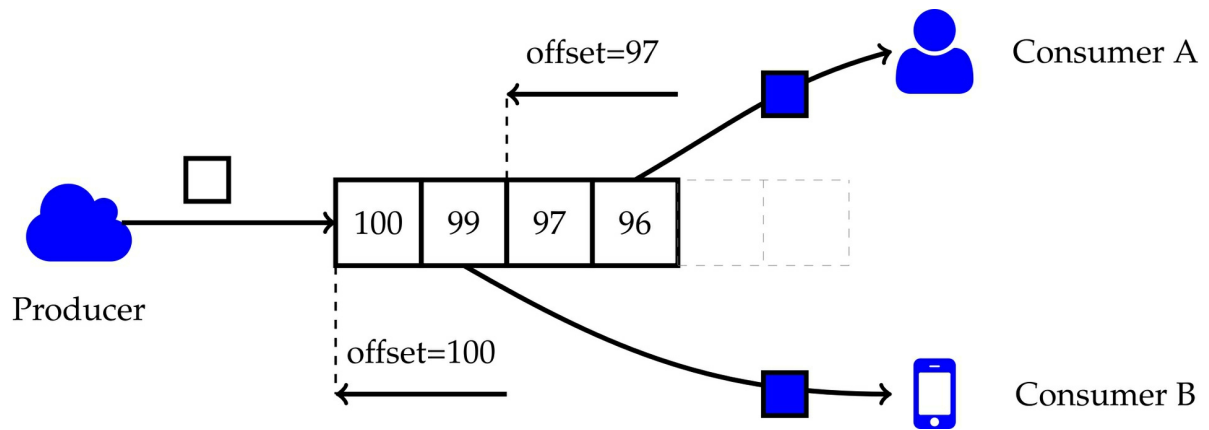 offset=97
Consumer A
100 99 97 96
Producer
offset=100
Consumer B